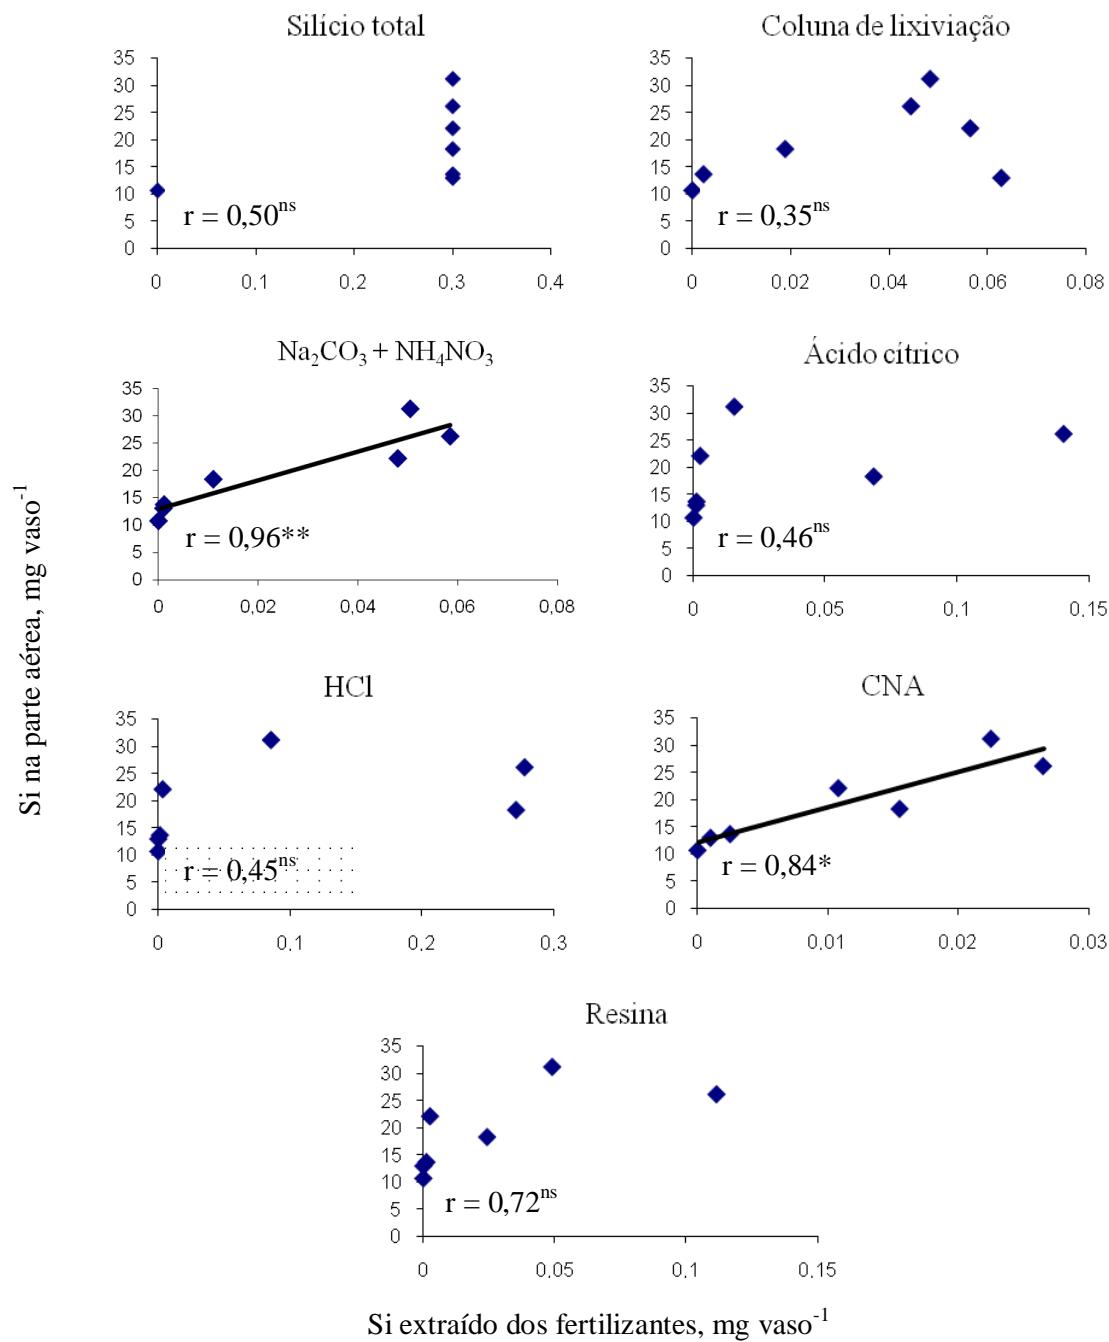 Silício total
35
30
25
20
15
10
5
0
r = 0,50ns
0 0,1 0,2 0,3 0,4
Coluna de lixiviação
35
30
25
20
15
10
5
0
r = 0,35ns
0 0,02 0,04 0,06 0,08
Na₂CO₃ + NH₄NO₃
35
30
25
20
15
10
5
0
r = 0,96**
0 0,02 0,04 0,06 0,08
Ácido cítrico
35
30
25
20
15
10
5
0
r = 0,46ns
0 0,05 0,1 0,15
Si na parte aérea, mg vaso⁻¹
HCl
35
30
25
20
15
10
5
0
r = 0,45ns
0 0,1 0,2 0,3
CNA
35
30
25
20
15
10
5
0
r = 0,84*
0 0,01 0,02 0,03
Resina
35
30
25
20
15
10
5
0
r = 0,72ns
0 0,05 0,1 0,15
Si extraído dos fertilizantes, mg vaso⁻¹